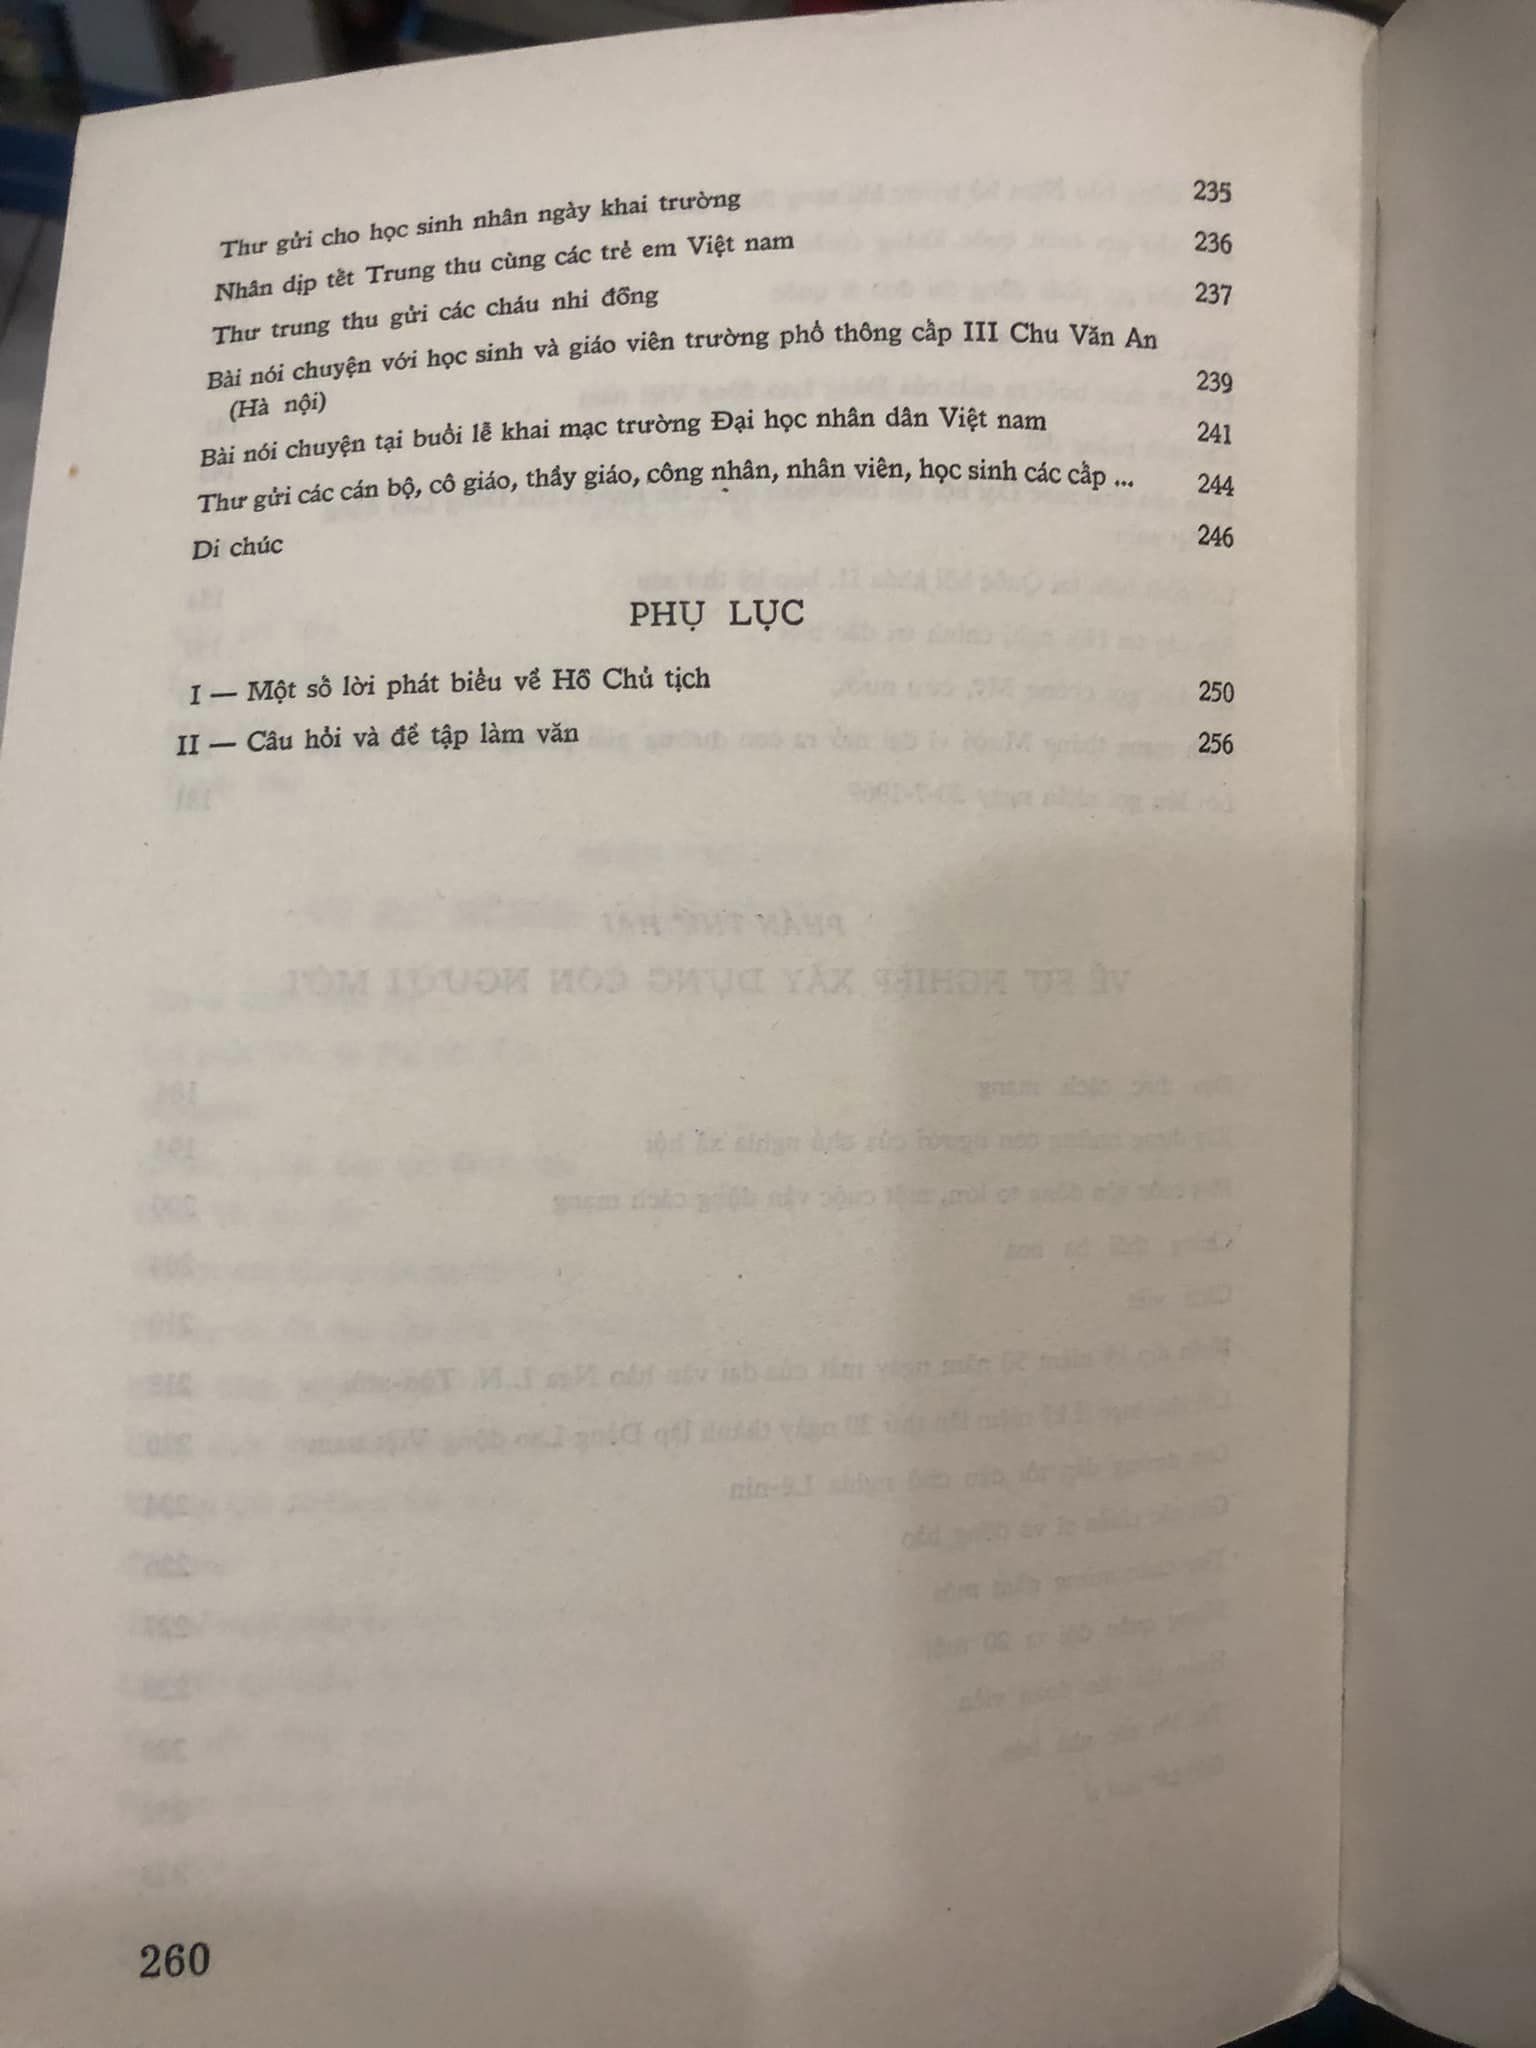 Thư gửi cho học sinh nhân ngày khai trường 235
Nhân dịp tết Trung thu cùng các trẻ em Việt nam 236
Thư trung thu gửi các cháu nhi đồng 237
Bài nói chuyện với học sinh và giáo viên trường phổ thông cấp III Chu Văn An
(Hà nội) 239
Bài nói chuyện tại buổi lễ khai mạc trường Đại học nhân dân Việt nam 241
Thư gửi các cán bộ, cô giáo, thầy giáo, công nhân, nhân viên, học sinh các cấp ... 244
Di chúc 246
PHỤ LỤC
I — Một số lời phát biểu về Hồ Chủ tịch 250
II — Câu hỏi và đề tập làm văn 256
260